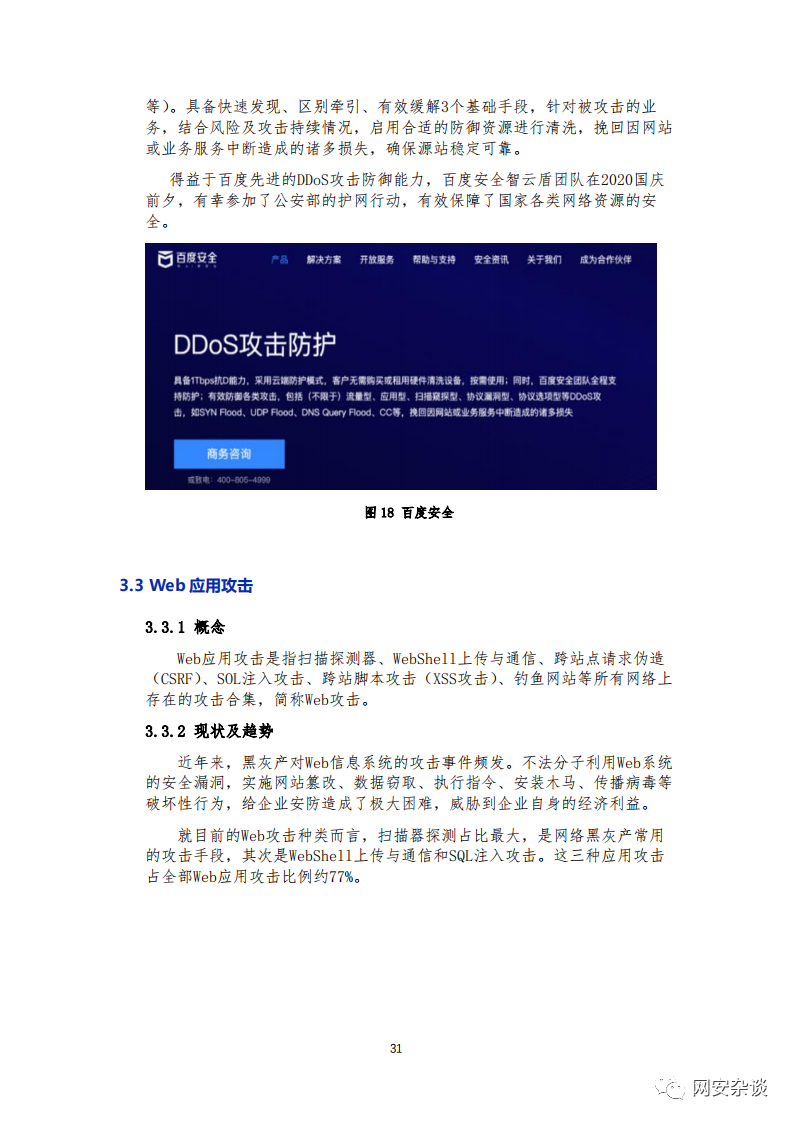 等）。具备快速发现、区别牵引、有效缓解3个基础手段，针对被攻击的业
务，结合风险及攻击持续情况，启用合适的防御资源进行清洗，挽回因网站
或业务服务中断造成的诸多损失，确保源站稳定可靠。
得益于百度先进的DDoS攻击防御能力，百度安全智云盾团队在2020国庆
前夕，有幸参加了公安部的护网行动，有效保障了国家各类网络资源的安
全。
百度安全 产品 解决方案 开放服务 帮助与支持 安全资讯 关于我们 成为合作伙伴
DDoS攻击防护
具备1Tbps抗D能力，采用云端防护模式，客户无需购买或租用硬件清洗设备，按需使用；同时，百度安全团队全程支
持防护；有效防御各类攻击，包括（不限于）流量型、应用型、扫描窥探型、协议漏洞型、协议选项型等DDoS攻
击，如SYN Flood、UDP Flood、DNS Query Flood、CC等，挽回因网站或业务服务中断造成的诸多损失
商务咨询
或致电：400-805-4999
图 18 百度安全
3.3 Web 应用攻击
3.3.1 概念
Web应用攻击是指扫描探测器、WebShell上传与通信、跨站点请求伪造
（CSRF）、SOL注入攻击、跨站脚本攻击（XSS攻击）、钓鱼网站等所有网络上
存在的攻击合集，简称Web攻击。
3.3.2 现状及趋势
近年来，黑灰产对Web信息系统的攻击事件频发。不法分子利用Web系统
的安全漏洞，实施网站篡改、数据窃取、执行指令、安装木马、传播病毒等
破坏性行为，给企业安防造成了极大困难，威胁到企业自身的经济利益。
就目前的Web攻击种类而言，扫描器探测占比最大，是网络黑灰产常用
的攻击手段，其次是WebShell上传与通信和SQL注入攻击。这三种应用攻击
占全部Web应用攻击比例约77%。
31
网安杂谈